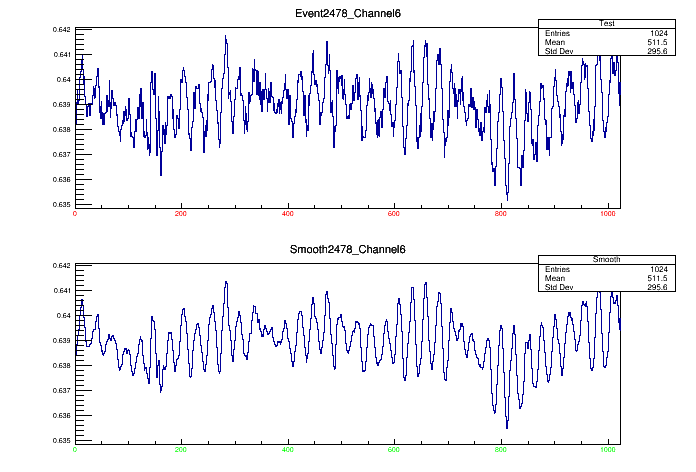 Event2478_Channel6
Test
Entries 1024
Mean 511.5
Std Dev 295.6
0.642
0.641
0.64
0.639
0.638
0.637
0.636
0.635
0 200 400 600 800 1000
Smooth2478_Channel6
Smooth
Entries 1024
Mean 511.5
Std Dev 295.6
0.642
0.641
0.64
0.639
0.638
0.637
0.636
0.635
0 200 400 600 800 1000